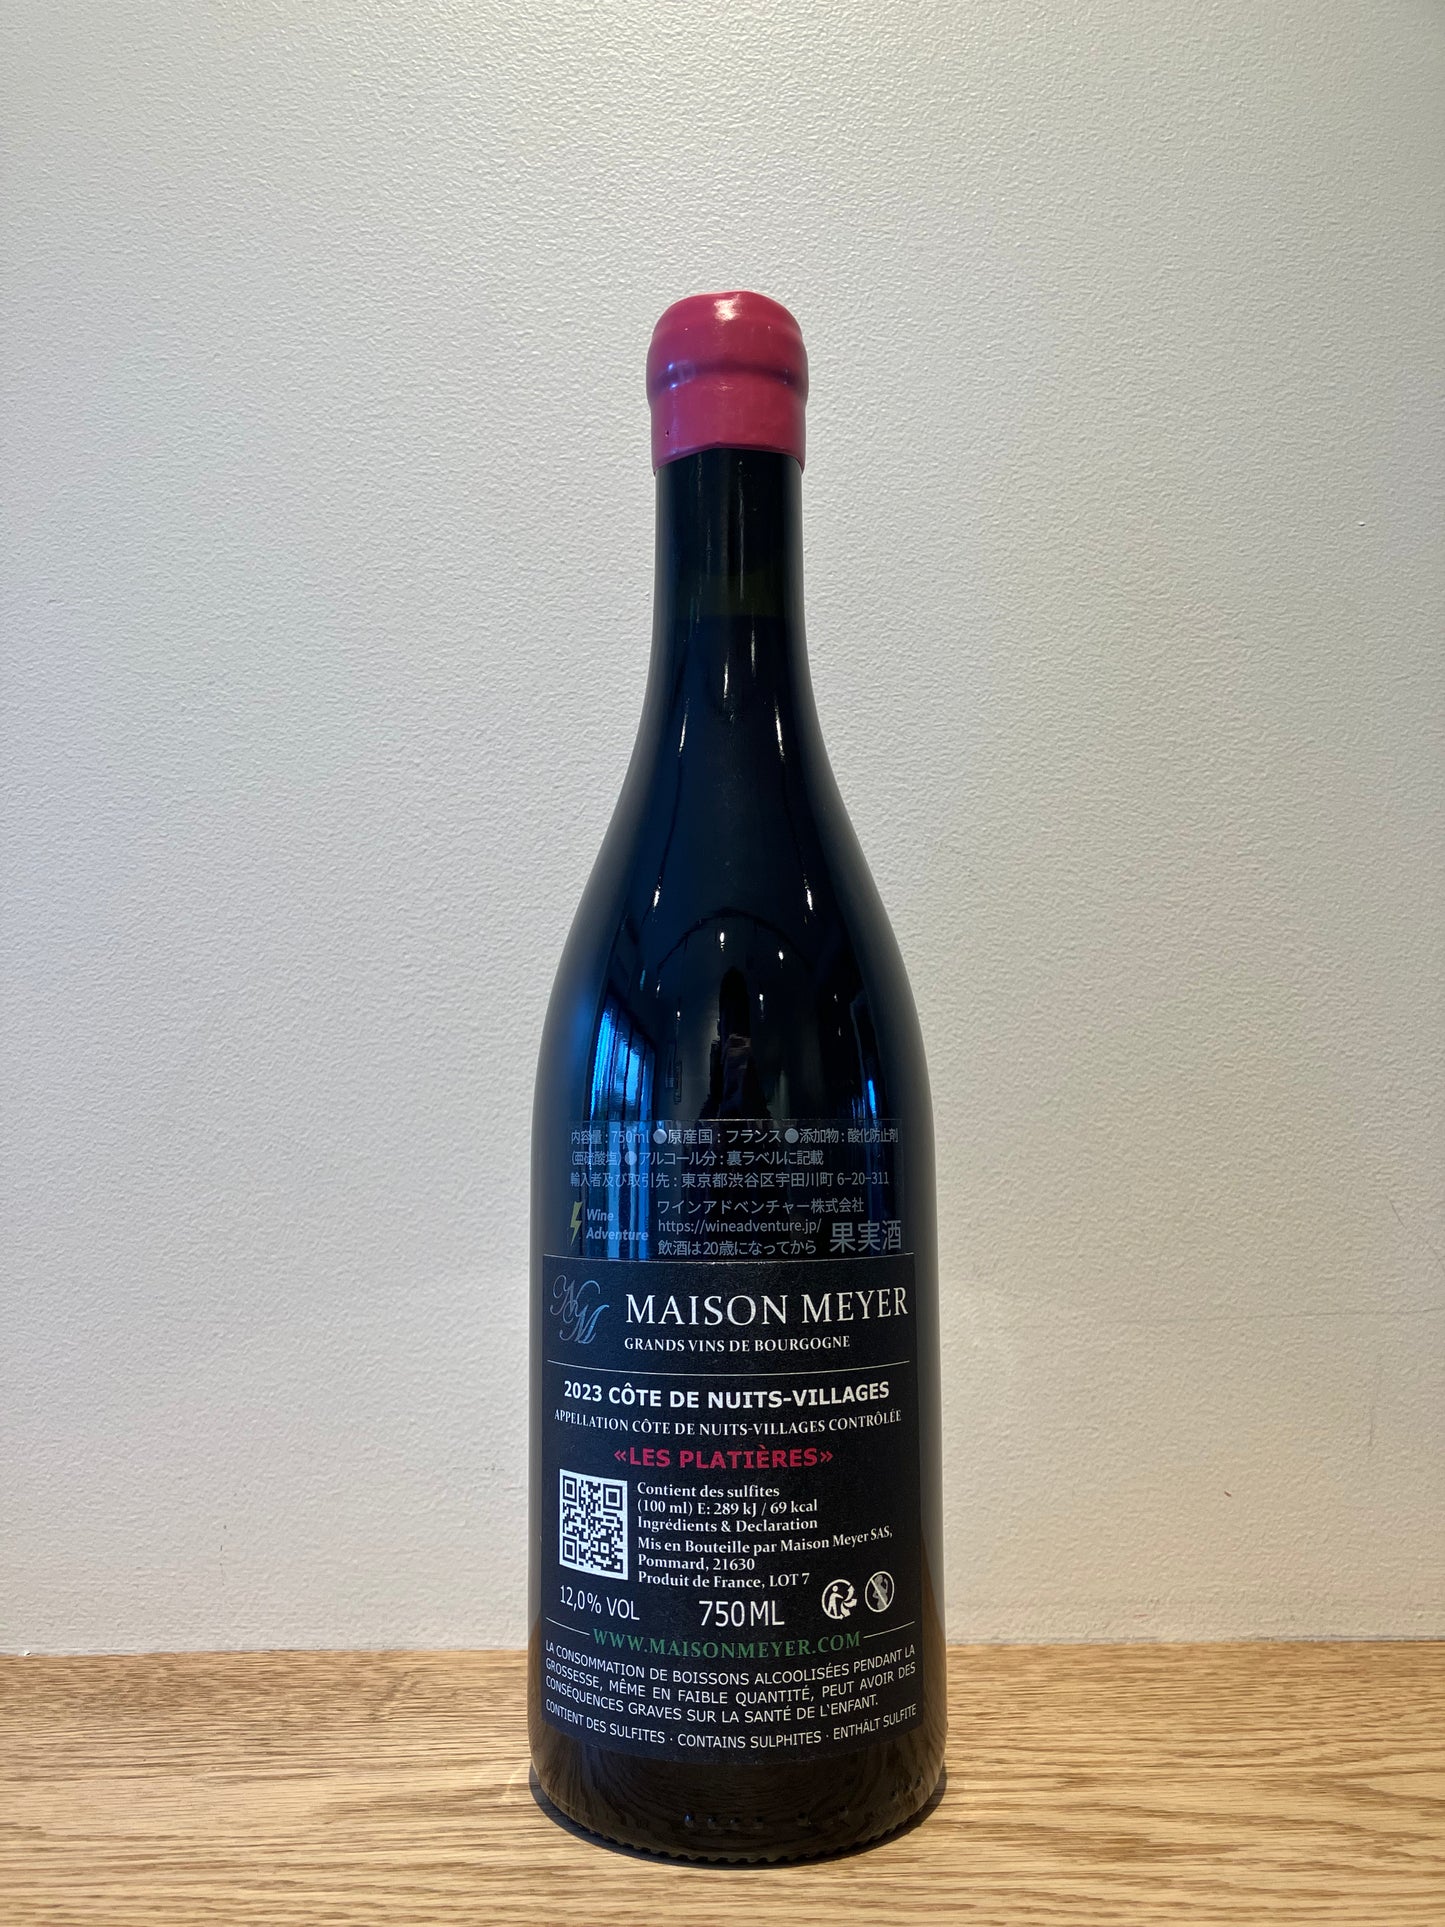 内容量 : 750ml ●原産国 : フランス ●添加物 : 酸化防止剤
(亜硫酸塩) ●アルコール分 : 裏ラベルに記載
輸入者及び取引先 : 東京都渋谷区宇田川町 6-20-311
Wine
Adventure
ワインアドベンチャー株式会社
https://wineadventure.jp/
飲酒は20歳になってから
果実酒
MAISON MEYER
GRANDS VINS DE BOURGOGNE
2023 CÔTE DE NUITS-VILLAGES
APPELLATION CÔTE DE NUITS-VILLAGES CONTRÔLÉE
«LES PLATIÈRES»
Contient des sulfites
(100 ml) E: 289 kJ / 69 kcal
Ingrédients & Declaration
Mis en Bouteille par Maison Meyer SAS,
Pommard, 21630
Produit de France, LOT 7
12,0% VOL
750ML
WWW.MAISONMEYER.COM
LA CONSOMMATION DE BOISSONS ALCOOLISÉES PENDANT LA
GROSSESSE, MÊME EN FAIBLE QUANTITÉ, PEUT AVOIR DES
CONSÉQUENCES GRAVES SUR LA SANTÉ DE L'ENFANT.
CONTIENT DES SULFITES · CONTAINS SULPHITES · ENTHÄLT SULFITE